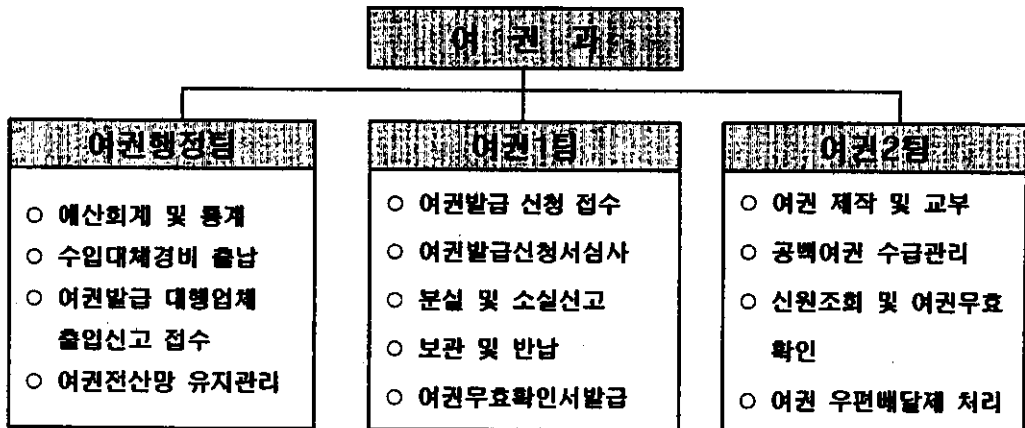 여 권 과
여권행정팀
○ 예산회계 및 통계
○ 수입대체경비 출납
○ 여권발급 대행업체
출입신고 접수
○ 여권전산망 유지관리
여권1팀
○ 여권발급 신청 접수
○ 여권발급신청서심사
○ 분실 및 소실신고
○ 보관 및 반납
○ 여권무효확인서발급
여권2팀
○ 여권 제작 및 교부
○ 공백여권 수급관리
○ 신원조회 및 여권무효
확인
○ 여권 우편배달제 처리